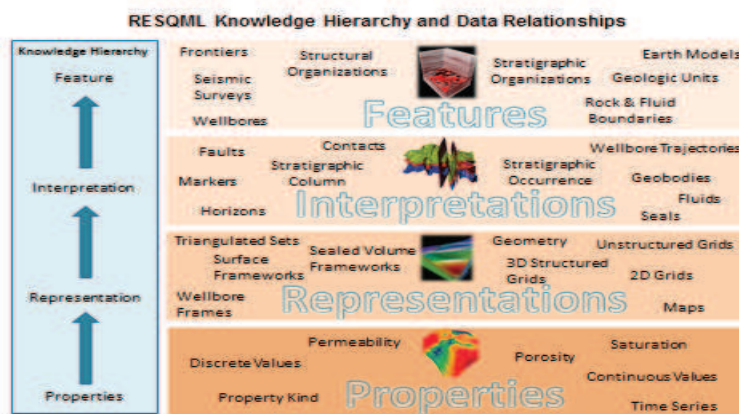 RESQML Knowledge Hierarchy and Data Relationships
Knowledge Hierarchy
Feature
Interpretation
Representation
Properties
Frontiers
Structural
Organizations
Seismic
Surveys
Wellbores
Stratigraphic
Organizations
Earth Models
Geologic Units
Rock & Fluid
Boundaries
Features
Faults
Contacts
Stratigraphic
Column
Markers
Horizons
Stratigraphic
Occurrence
Wellbore Trajectories
Geobodies
Fluids
Seals
Interpretations
Triangulated Sets
Surface
Frameworks
Sealed Volume
Frameworks
Wellbore
Frames
Geometry
3D Structured
Grids
Unstructured Grids
2D Grids
Maps
Representations
Permeability
Discrete Values
Property Kind
Porosity
Saturation
Continuous Values
Time Series
Properties